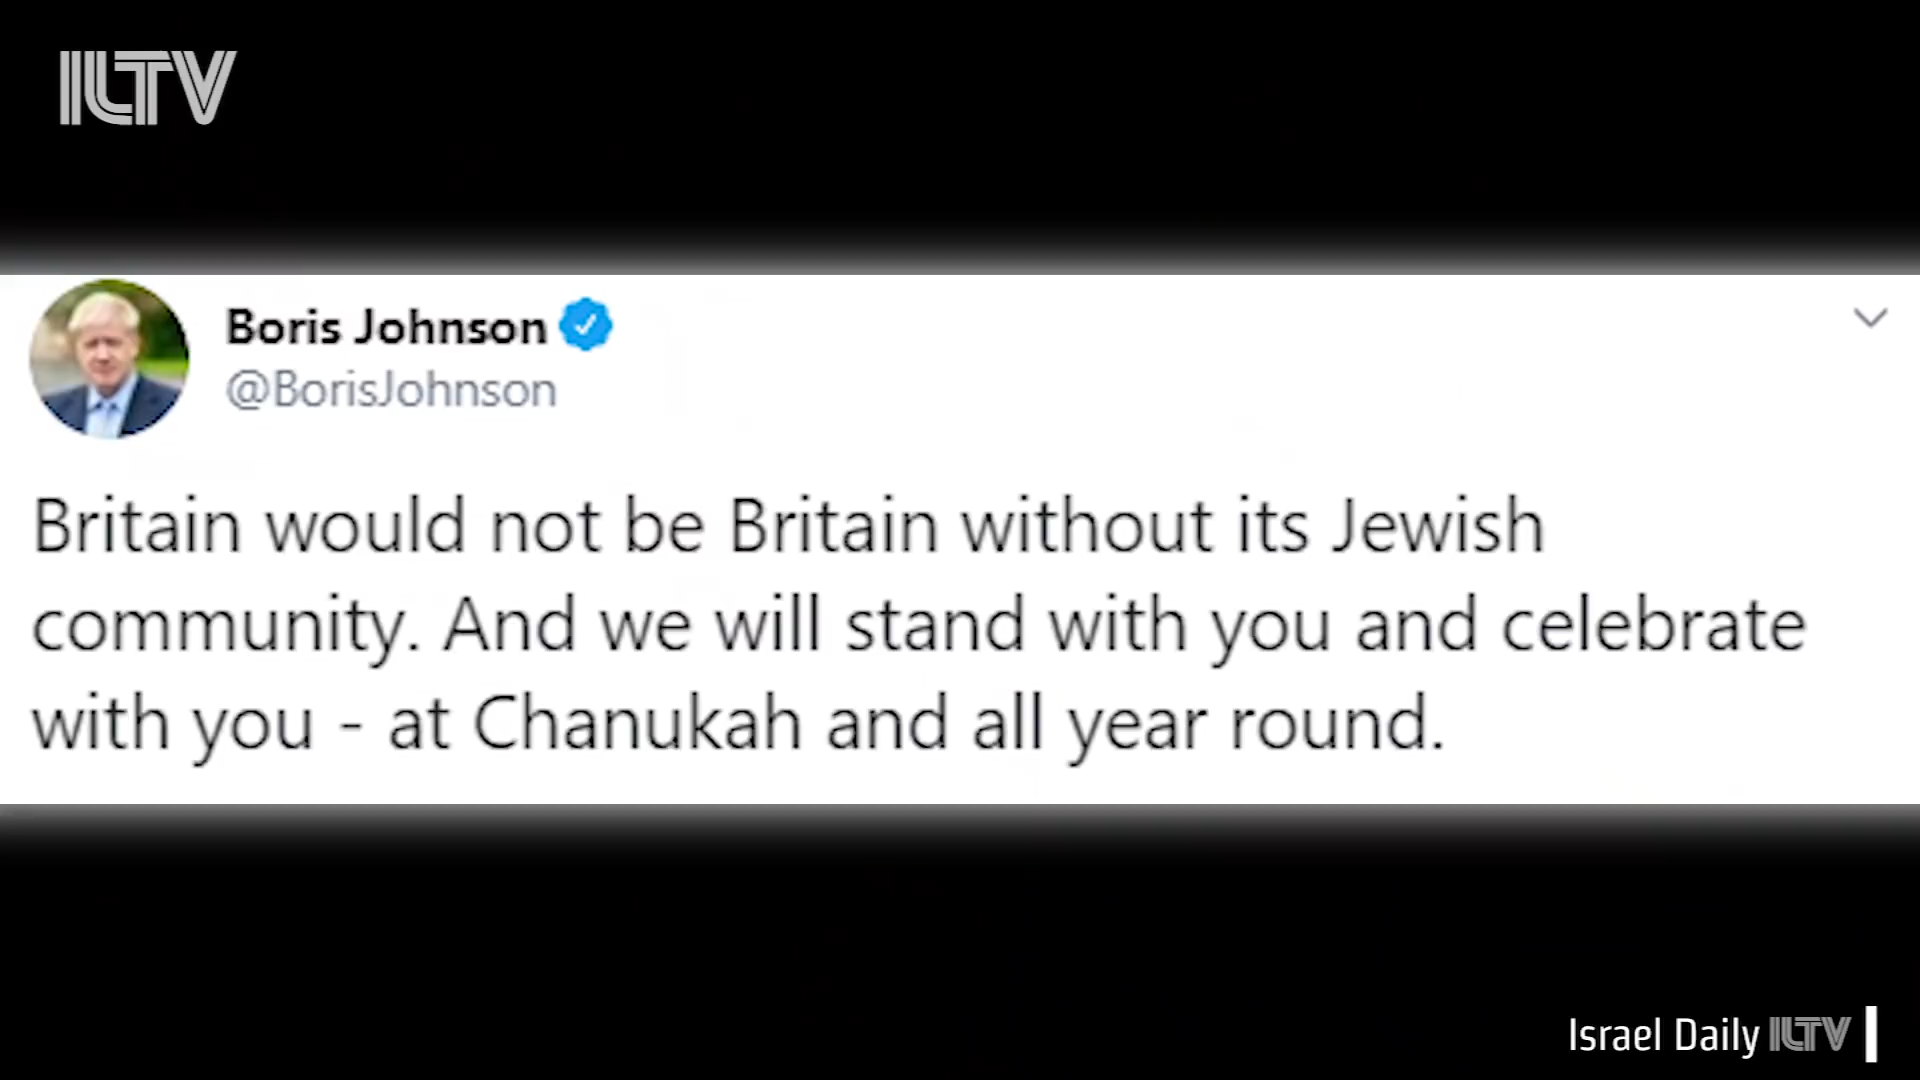 ILTV
Boris Johnson
@BorisJohnson
Britain would not be Britain without its Jewish
community. And we will stand with you and celebrate
with you - at Chanukah and all year round.
Israel Daily ILTV